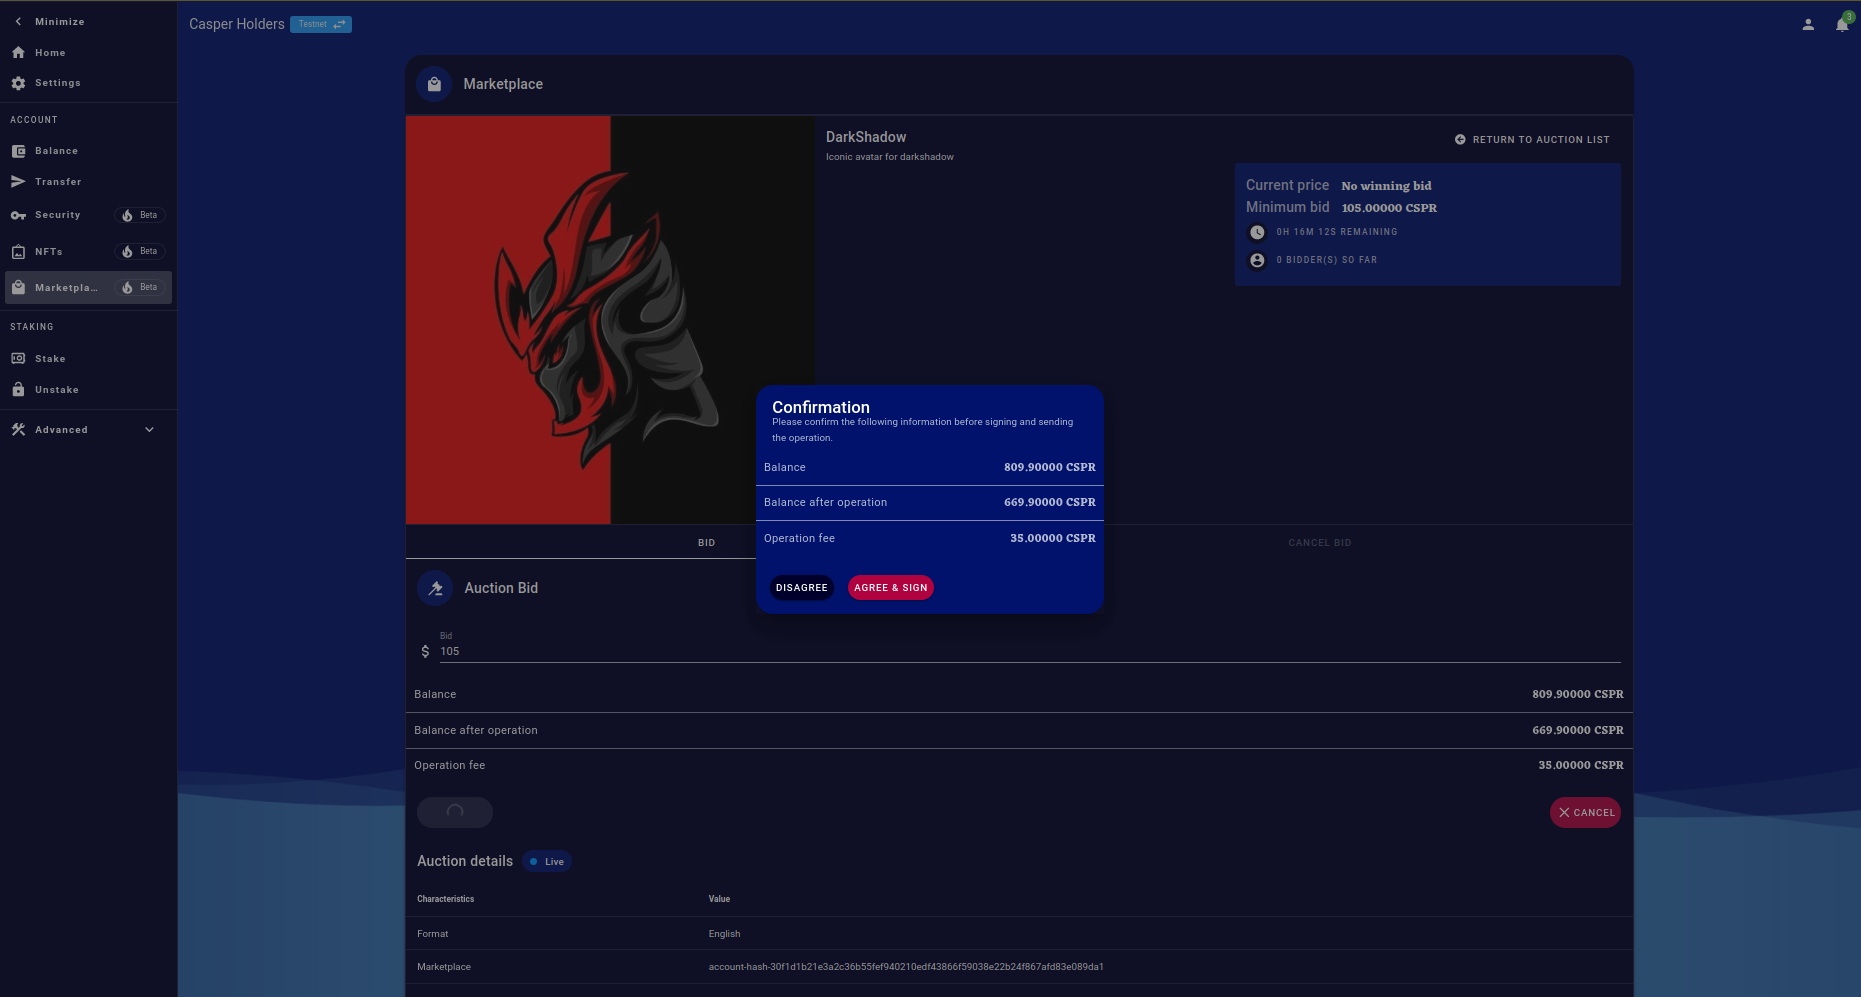 Minimize
Home
Settings
ACCOUNT
Balance
Transfer
Security Beta
NFTs Beta
Marketpla... Beta
STAKING
Stake
Unstake
Advanced
Casper Holders Testnet
3
Marketplace
DarkShadow
Iconic avatar for darkshadow
RETURN TO AUCTION LIST
Current price No winning bid
Minimum bid 105.00000 CSPR
0H 16M 12S REMAINING
0 BIDDER(S) SO FAR
Confirmation
Please confirm the following information before signing and sending
the operation.
Balance 809.90000 CSPR
Balance after operation 669.90000 CSPR
Operation fee 35.00000 CSPR
DISAGREE AGREE & SIGN
BID CANCEL BID
Auction Bid
Bid
$ 105
Balance 809.90000 CSPR
Balance after operation 669.90000 CSPR
Operation fee 35.00000 CSPR
CANCEL
Auction details Live
Characteristics Value
Format English
Marketplace account-hash-30f1d1b21e3a2c36b55fef940210edf43866f59038e22b24f867afd83e089da1